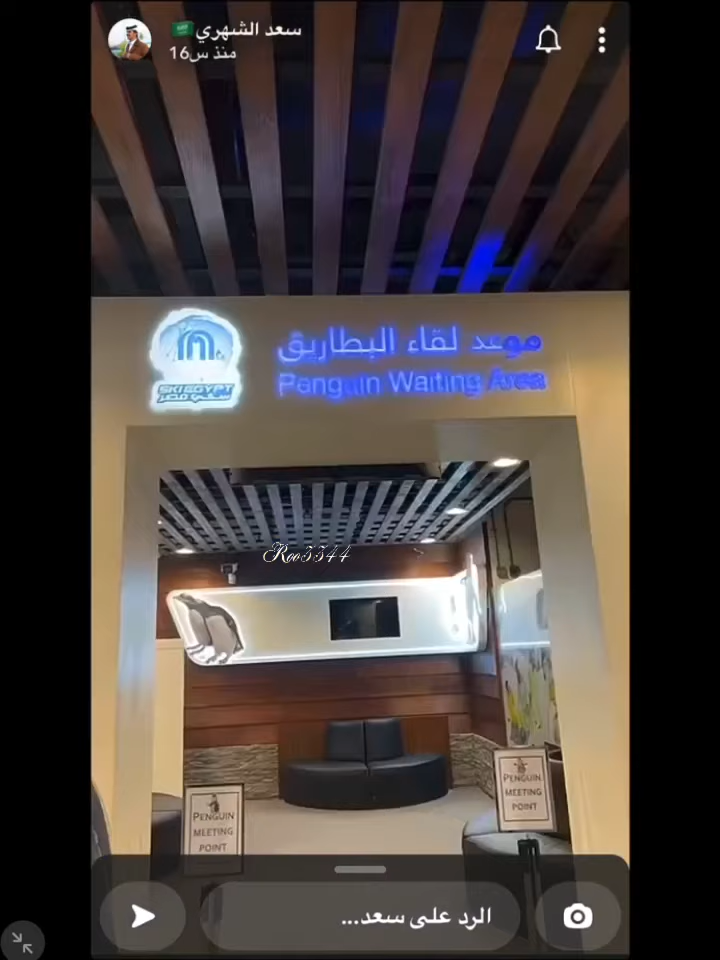 سعد الشهري🇸🇦
منذ س16
موعد لقاء البطاريق
Penguin Waiting Area
SKI EGYPT
سكي مصر
Roo3344
PENGUIN
MEETING
POINT
PENGUIN
MEETING
POINT
الرد على سعد...